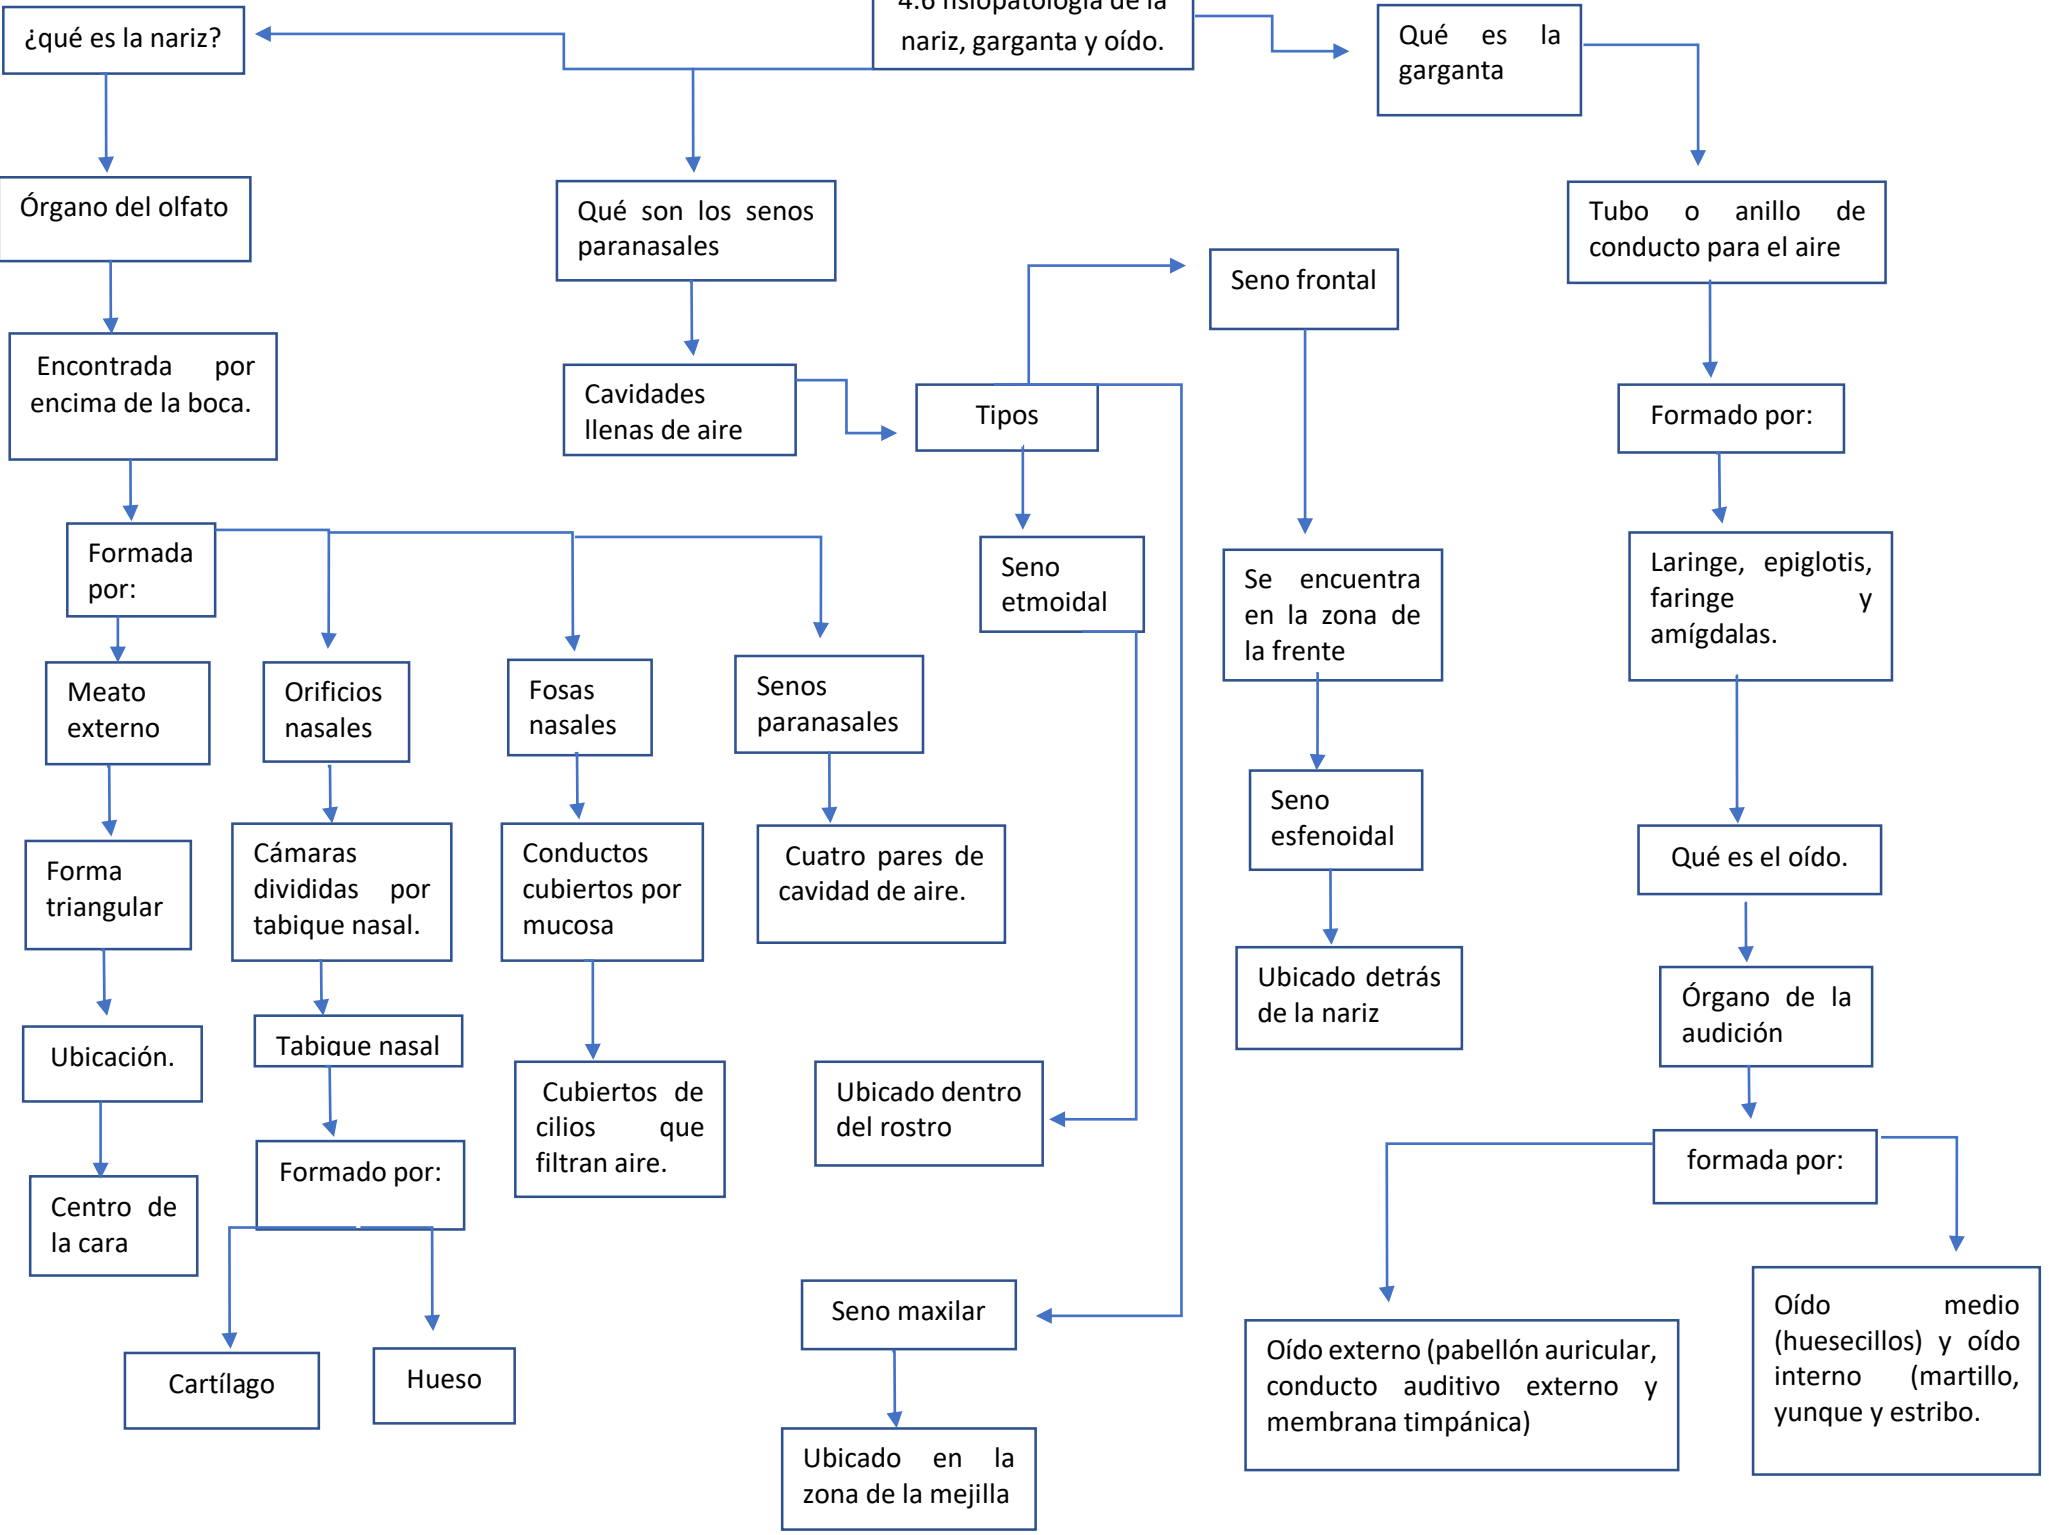 4.6 fisiopatología de la
nariz, garganta y oído.
¿qué es la nariz?
Qué es la
garganta
Órgano del olfato
Qué son los senos
paranasales
Tubo o anillo de
conducto para el aire
Seno frontal
Encontrada por
encima de la boca.
Cavidades
llenas de aire
Tipos
Formado por:
Formada
por:
Seno
etmoidal
Se encuentra
en la zona de
la frente
Laringe, epiglotis,
faringe y
amígdalas.
Meato
externo
Orificios
nasales
Fosas
nasales
Senos
paranasales
Seno
esfenoidal
Qué es el oído.
Forma
triangular
Cámaras
divididas por
tabique nasal.
Conductos
cubiertos por
mucosa
Cuatro pares de
cavidad de aire.
Ubicado detrás
de la nariz
Órgano de la
audición
Ubicación.
Tabique nasal
Cubiertos de
cilios que
filtran aire.
Ubicado dentro
del rostro
formada por:
Centro de
la cara
Formado por:
Seno maxilar
Oído externo (pabellón auricular,
conducto auditivo externo y
membrana timpánica)
Oído medio
(huesecillos) y oído
interno (martillo,
yunque y estribo.
Cartílago
Hueso
Ubicado en la
zona de la mejilla